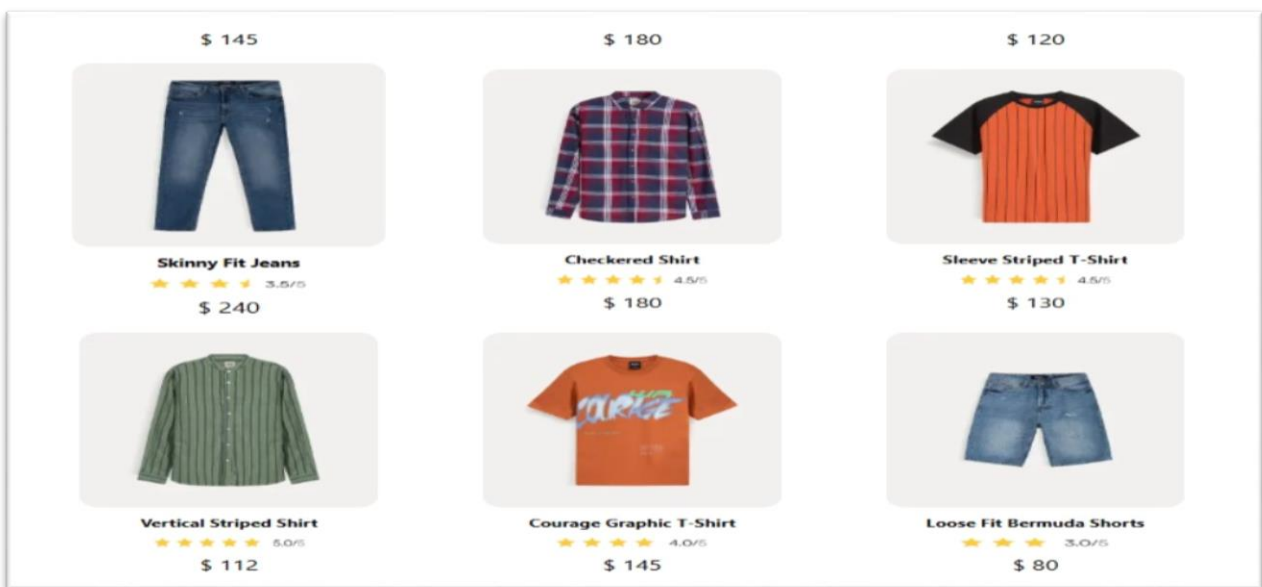 $ 145
$ 180
$ 120
Skinny Fit Jeans
3.5/5
$ 240
Checkered Shirt
4.5/5
$ 180
Sleeve Striped T-Shirt
4.5/5
$ 130
COURAGE
Vertical Striped Shirt
5.0/5
$ 112
Courage Graphic T-Shirt
4.0/5
$ 145
Loose Fit Bermuda Shorts
3.0/5
$ 80